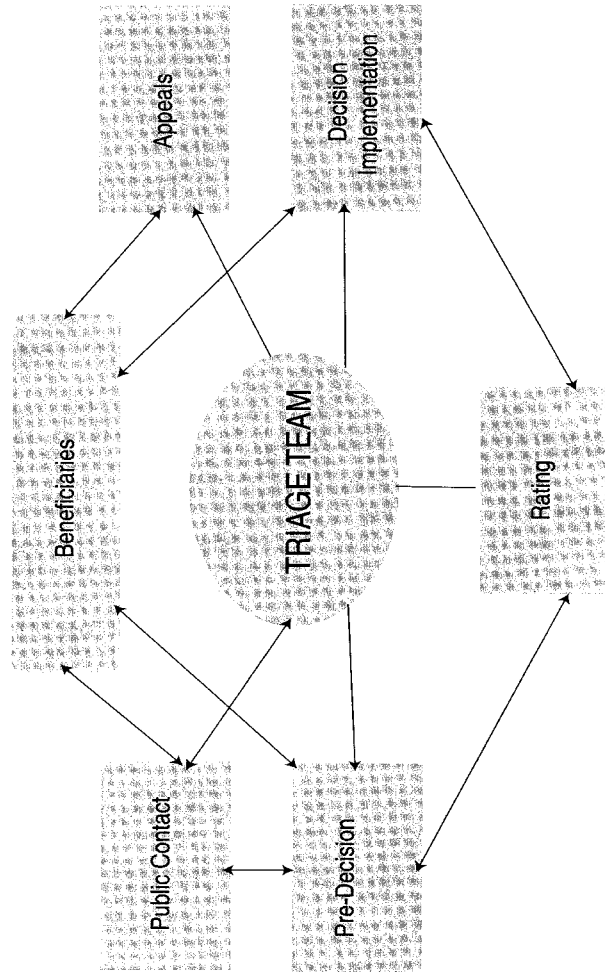 Beneficiaries
Public Contact
Appeals
TRIAGE TEAM
Pre-Decision
Decision
Implementation
Rating